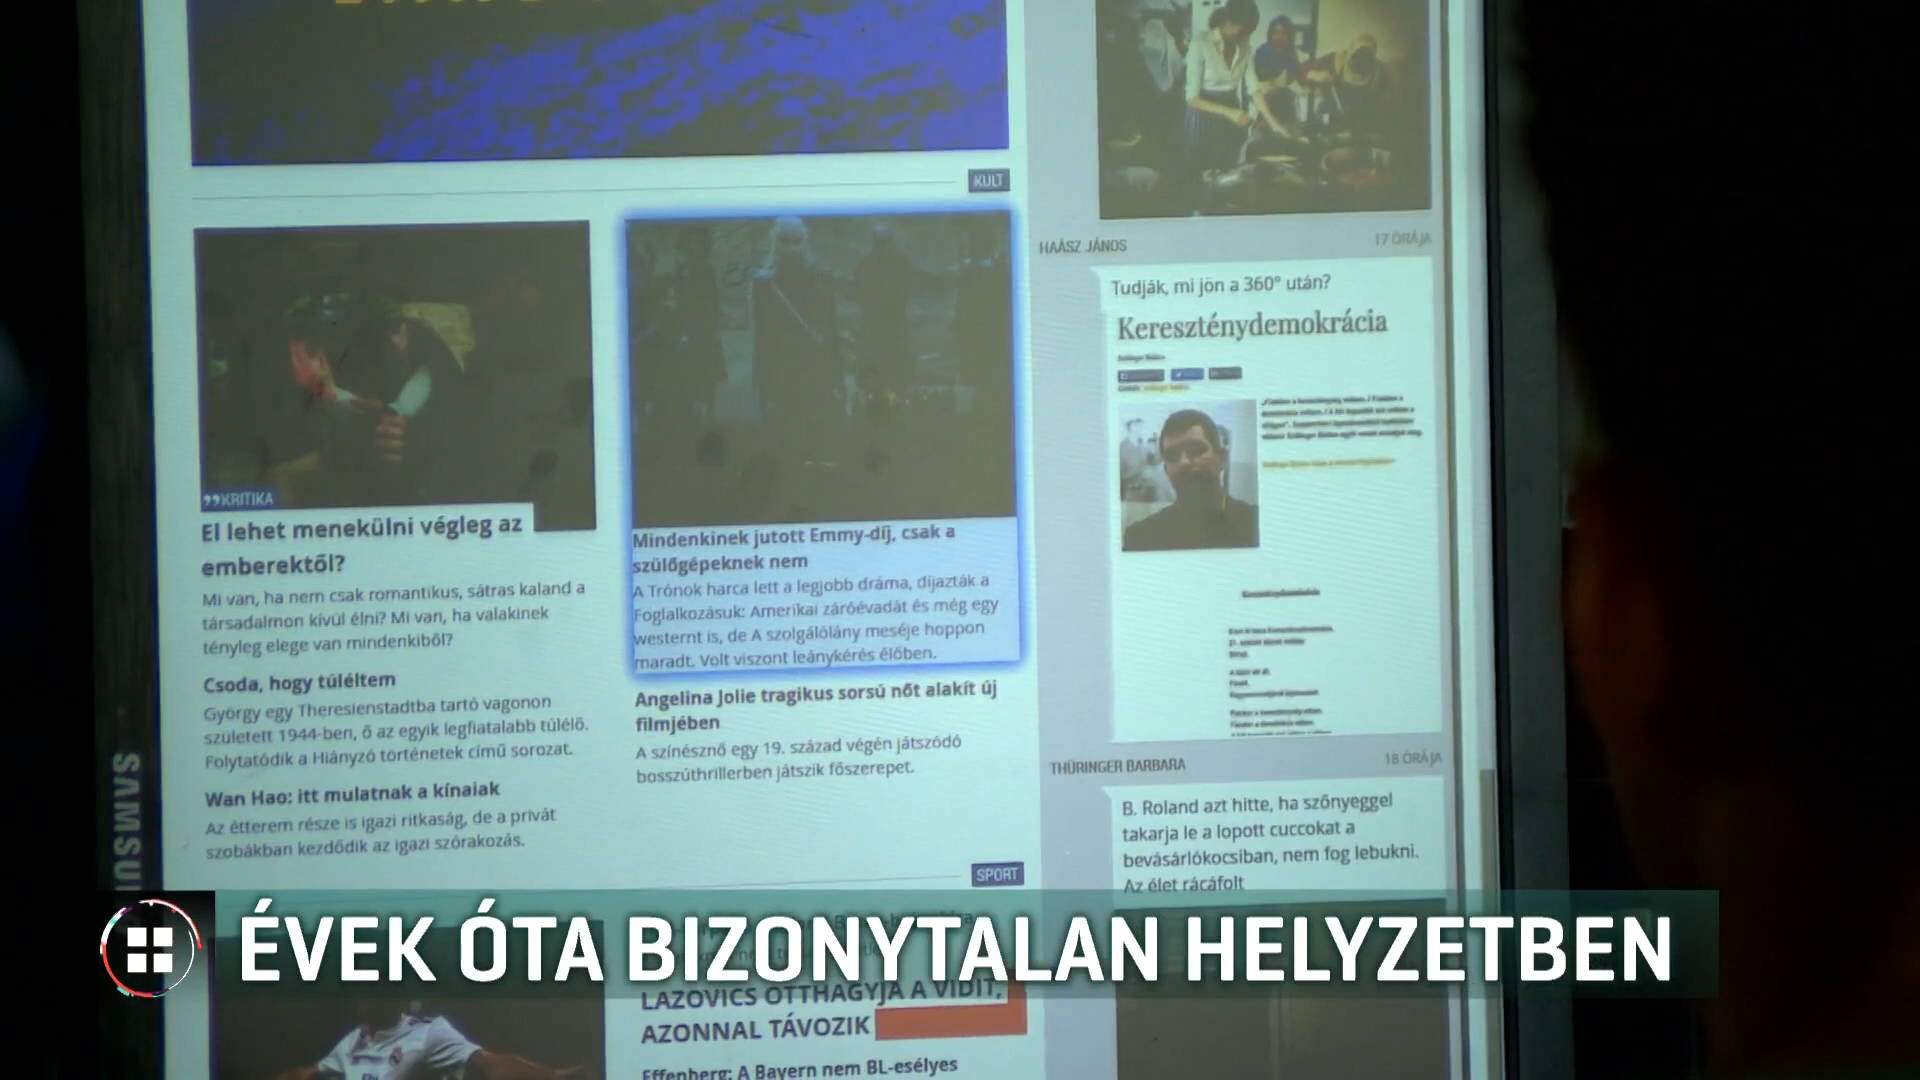 KULT
KRITIKA
El lehet menekülni végleg az
emberektől?
Mi van, ha nem csak romantikus, sátras kaland a
társadalmon kívül élni? Mi van, ha valakinek
tényleg elege van mindenkiből?
Csoda, hogy túléltem
György egy Theresienstadtba tartó vagonon
született 1944-ben, ő az egyik legfiatalabb túlélő.
Folytatódik a Hiányzó történetek című sorozat.
Wan Hao: itt mulatnak a kínaiak
Az étterem része is igazi ritkaság, de a privát
szobákban kezdődik az igazi szórakozás.
Mindenkinek jutott Emmy-díj, csak a
szülőgépeknek nem
A Trónok harca lett a legjobb dráma, díjazták a
Foglalkozásuk: Amerikai záróévadát és még egy
westernt is, de A szolgálólány meséje hoppon
maradt. Volt viszont leánykérés élőben.
Angelina Jolie tragikus sorsú nőt alakít új
filmjében
A színésznő egy 19. század végén játszódó
bosszúthrillerben játszik főszerepet.
SPORT
LAZOVICS OTTHAGYJA A VIDIT,
AZONNAL TÁVOZIK
Effenberg: A Bayern nem BL-esélyes
HAÁSZ JÁNOS
17 ÓRÁJA
Tudják, mi jön a 360° után?
Kereszténydemokrácia
THÜRINGER BARBARA
18 ÓRÁJA
B. Roland azt hitte, ha szőnyeggel
takarja le a lopott cuccokat a
bevásárlókocsiban, nem fog lebukni.
Az élet rácáfolt
SAMSUNG
ÉVEK ÓTA BIZONYTALAN HELYZETBEN